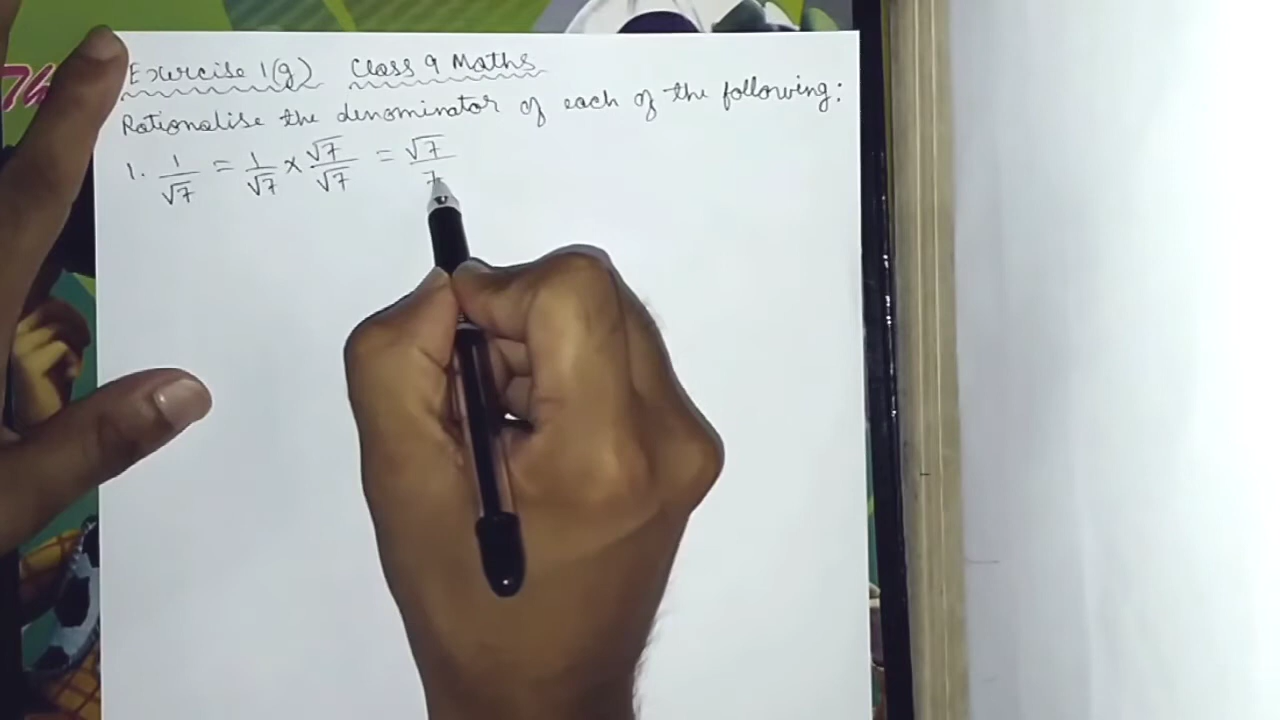 Th
Exercise 1(g) Class 9 Maths
Rationalise the denominator of each of the following:
1. 1/√7 = 1/√7 × √7/√7 = √7/7